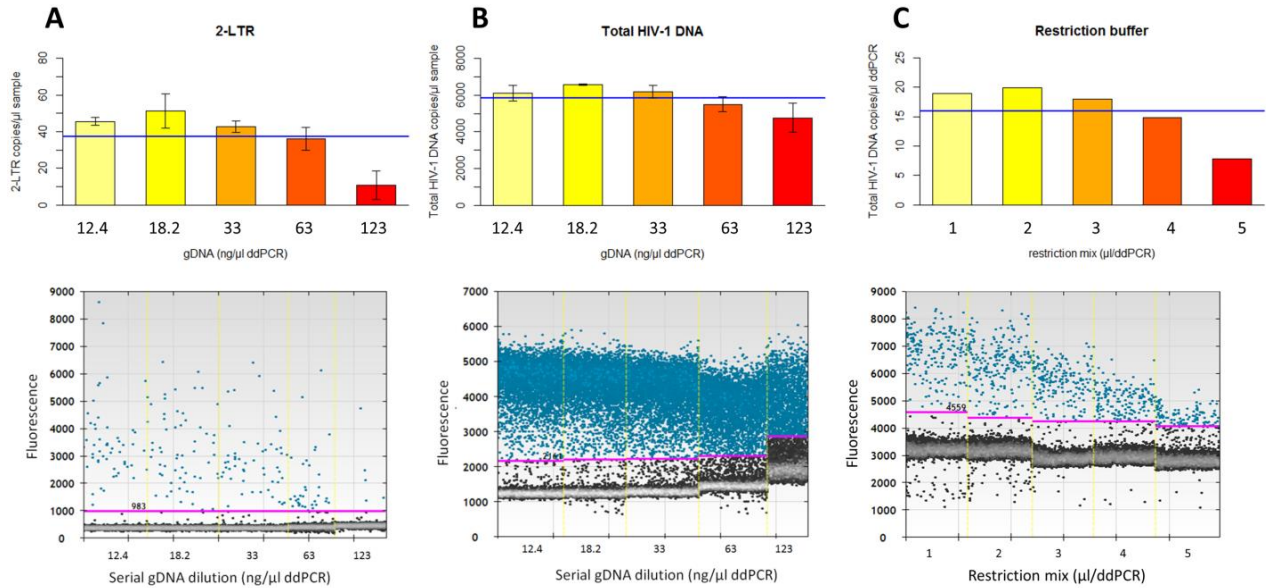 A
2-LTR
2-LTR copies/µl sample
0 20 40 60 80
12.4 18.2 33 63 123
gDNA (ng/µl ddPCR)
B
Total HIV-1 DNA
Total HIV-1 DNA copies/µl sample
0 2000 4000 6000 8000
12.4 18.2 33 63 123
gDNA (ng/µl ddPCR)
C
Restriction buffer
Total HIV-1 DNA copies/µl ddPCR
0 5 10 15 20 25
1 2 3 4 5
restriction mix (µl/ddPCR)
Fluorescence
9000
8000
7000
6000
5000
4000
3000
2000
1000
0
983
12.4 18.2 33 63 123
Serial gDNA dilution (ng/µl ddPCR)
Fluorescence
7000
6000
5000
4000
3000
2000
1000
0
12.4 18.2 33 63 123
Serial gDNA dilution (ng/µl ddPCR)
Fluorescence
9000
8000
7000
6000
5000
4000
3000
2000
1000
0
4559
1 2 3 4 5
Restriction mix (µl/ddPCR)